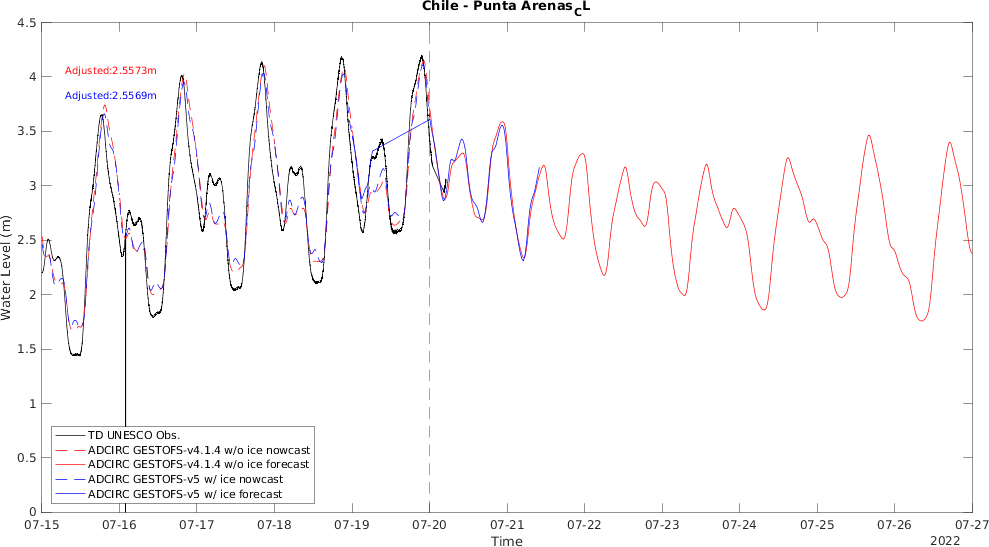 Chile - Punta Arenas_CL
4.5
4
3.5
3
2.5
2
1.5
1
0.5
0
Water Level (m)
Adjusted:2.5573m
Adjusted:2.5569m
TD UNESCO Obs.
ADCIRC GESTOFS-v4.1.4 w/o ice nowcast
ADCIRC GESTOFS-v4.1.4 w/o ice forecast
ADCIRC GESTOFS-v5 w/ ice nowcast
ADCIRC GESTOFS-v5 w/ ice forecast
07-15 07-16 07-17 07-18 07-19 07-20 07-21 07-22 07-23 07-24 07-25 07-26 07-27
Time
2022